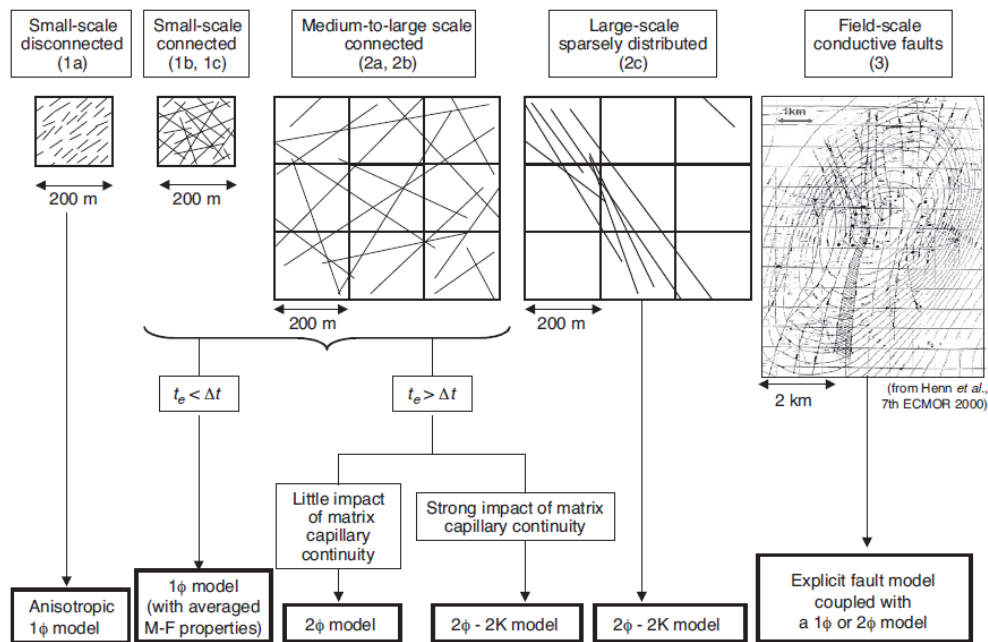 Small-scale
disconnected
(1a)
Small-scale
connected
(1b, 1c)
Medium-to-large scale
connected
(2a, 2b)
Large-scale
sparsely distributed
(2c)
Field-scale
conductive faults
(3)
1km
200 m
200 m
200 m
200 m
2 km
(from Henn et al.,
7th ECMOR 2000)
tₑ < Δt
tₑ > Δt
Little impact
of matrix
capillary
continuity
Strong impact of matrix
capillary continuity
Anisotropic
1ϕ model
1ϕ model
(with averaged
M-F properties)
2ϕ model
2ϕ - 2K model
2ϕ - 2K model
Explicit fault model
coupled with
a 1ϕ or 2ϕ model